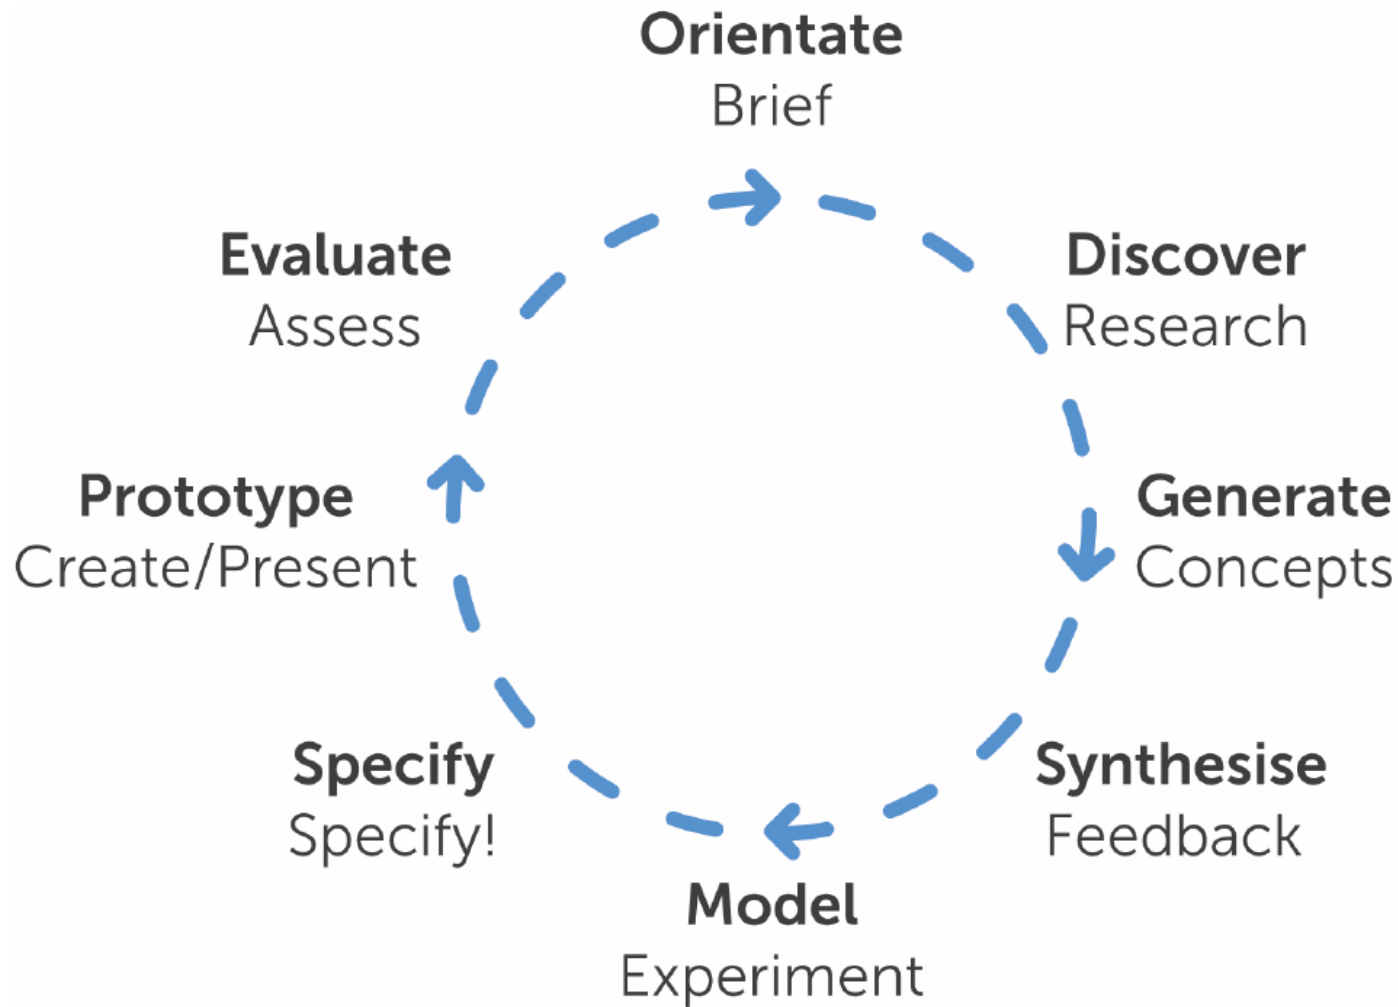 Orientate
Brief
Discover
Research
Generate
Concepts
Synthesise
Feedback
Model
Experiment
Specify
Specify!
Prototype
Create/Present
Evaluate
Assess